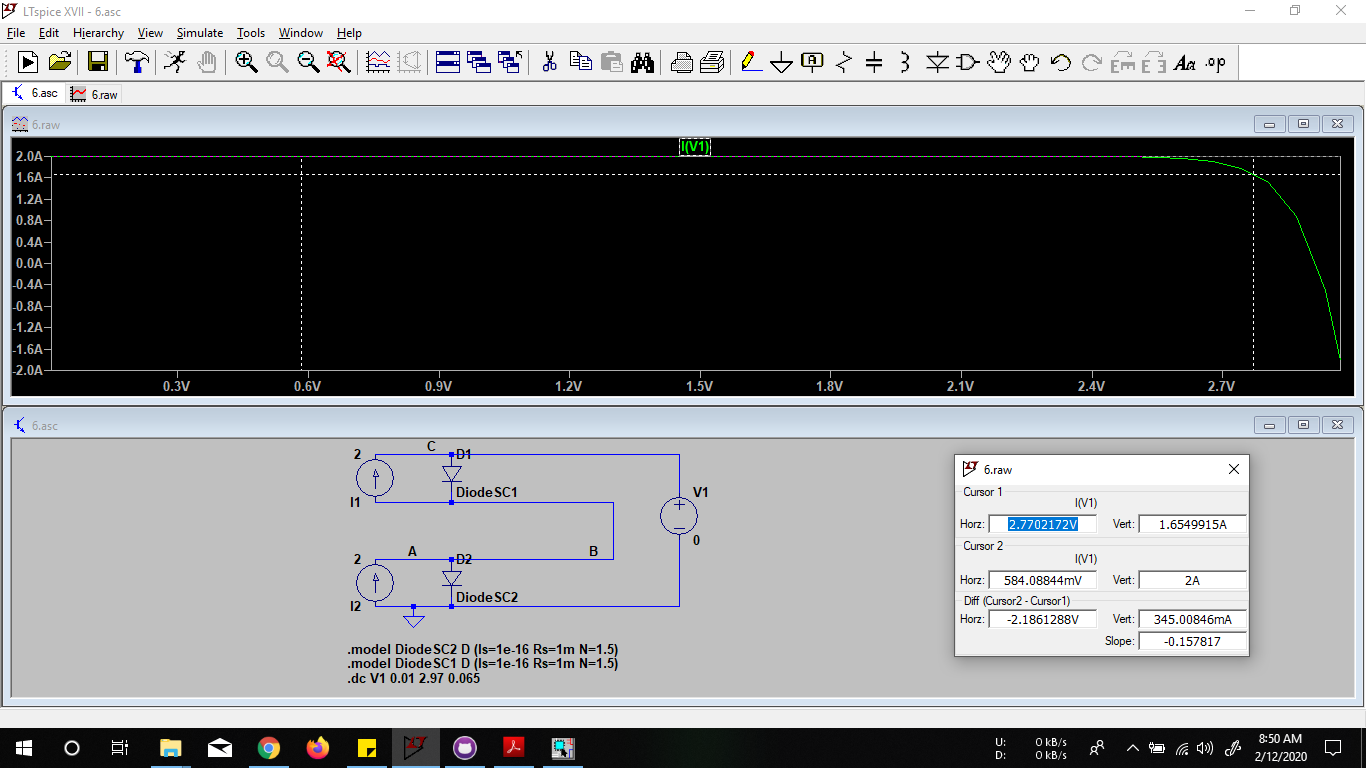 LTspice XVII - 6.asc
File Edit Hierarchy View Simulate Tools Window Help
6.asc 6.raw
6.raw
I(V1)
2.0A
1.6A
1.2A
0.8A
0.4A
0.0A
-0.4A
-0.8A
-1.2A
-1.6A
-2.0A
0.3V 0.6V 0.9V 1.2V 1.5V 1.8V 2.1V 2.4V 2.7V
6.asc
C
2 D1
I1 DiodeSC1
V1
0
A B
2 D2
I2 DiodeSC2
.model DiodeSC2 D (Is=1e-16 Rs=1m N=1.5)
.model DiodeSC1 D (Is=1e-16 Rs=1m N=1.5)
.dc V1 0.01 2.97 0.065
6.raw
Cursor 1
I(V1)
Horz: 2.7702172V Vert: 1.6549915A
Cursor 2
I(V1)
Horz: 584.08844mV Vert: 2A
Diff (Cursor2 - Cursor1)
Horz: -2.1861288V Vert: 345.00846mA
Slope: -0.157817
U: 0 kB/s
D: 0 kB/s
8:50 AM
2/12/2020